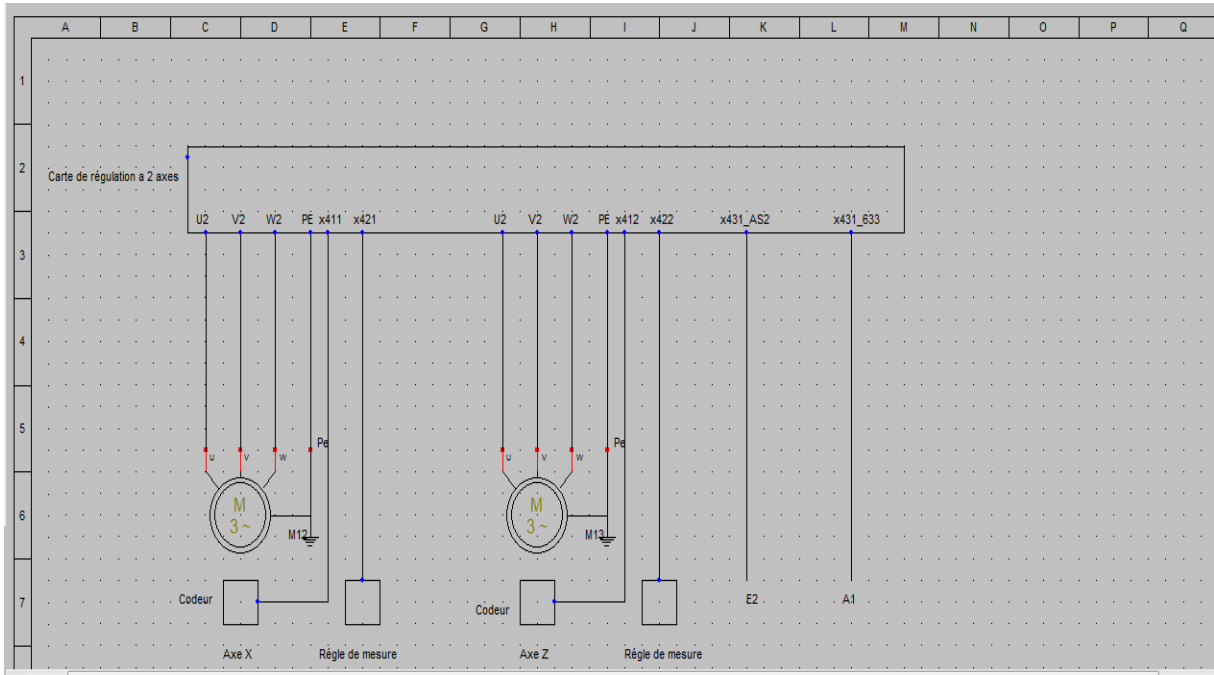 A B C D E F G H I J K L M N O P Q
1
2
Carte de régulation a 2 axes
U2 V2 W2 PE x411 x421 U2 V2 W2 PE x412 x422 x431_AS2 x431_633
3
4
5
Pe Pe
U V W U V W
M M
6
3 ~ 3 ~
M12 M13
7
Codeur Codeur E2 A1
Axe X Régle de mesure Axe Z Régle de mesure